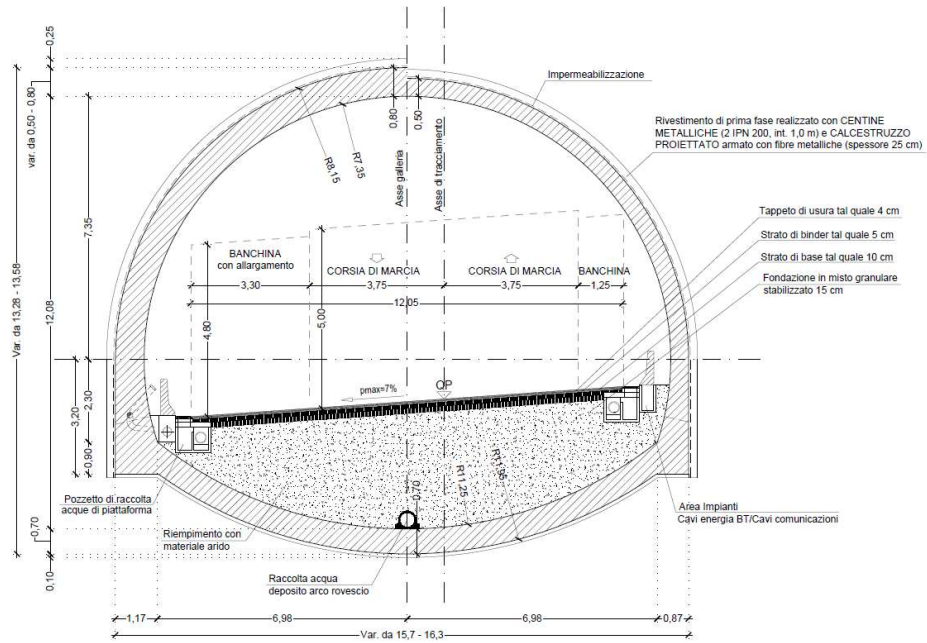 0,25
var. da 0,50 - 0,80
Var. da 13,28 - 13,58
7,35
12,08
3,20
2,30
0,90
0,70
0,10
Impermeabilizzazione
Rivestimento di prima fase realizzato con CENTINE
METALLICHE (2 IPN 200, int. 1,0 m) e CALCESTRUZZO
PROIETTATO armato con fibre metalliche (spessore 25 cm)
0,80
0,50
R8,15
R7,35
Asse galleria
Asse di tracciamento
Tappeto di usura tal quale 4 cm
Strato di binder tal quale 5 cm
Strato di base tal quale 10 cm
Fondazione in misto granulare
stabilizzato 15 cm
BANCHINA
con allargamento
CORSIA DI MARCIA
CORSIA DI MARCIA
BANCHINA
3,30
3,75
3,75
1,25
12,05
4,80
5,00
pmax=7%
QP
R11,25
R11,95
0,70
Pozzetto di raccolta
acque di piattaforma
Riempimento con
materiale arido
Raccolta acqua
deposito arco rovescio
Area Impianti
Cavi energia BT/Cavi comunicazioni
1,17
6,98
6,98
0,87
Var. da 15,7 - 16,3